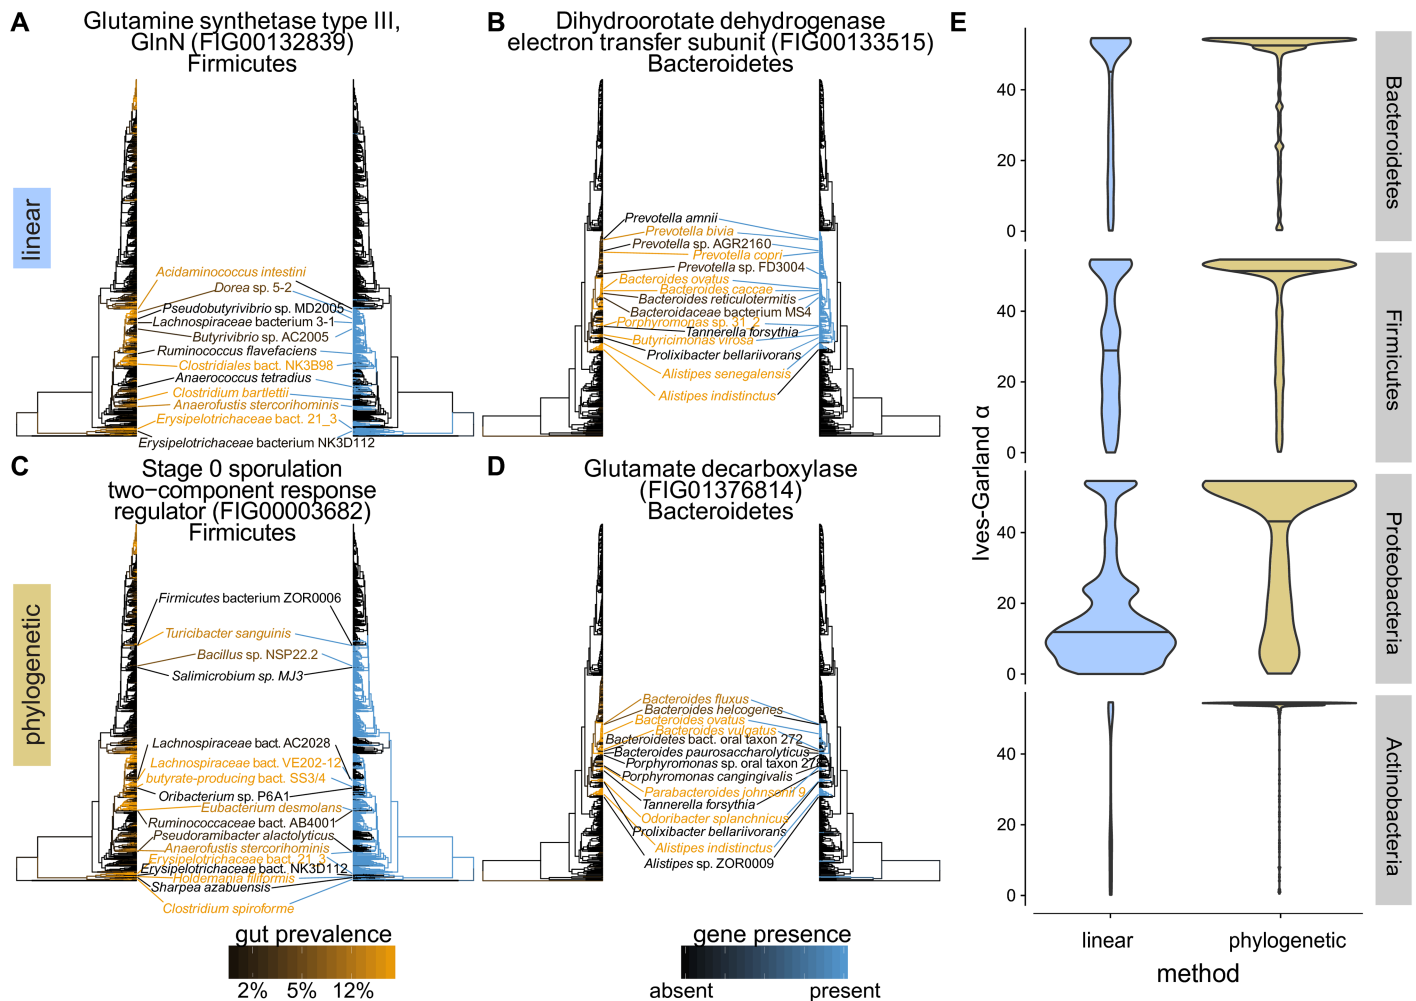 A
Glutamine synthetase type III,
GlnN (FIG00132839)
Firmicutes
linear
Acidaminococcus intestini
Dorea sp. 5-2
Pseudobutyrivibrio sp. MD2005
Lachnospiraceae bacterium 3-1
Butyrivibrio sp. AC2005
Ruminococcus flavefaciens
Clostridiales bact. NK3B98
Anaerococcus tetradius
Clostridium bartlettii
Anaerofustis stercorihominis
Erysipelotrichaceae bact. 21_3
Erysipelotrichaceae bacterium NK3D112
B
Dihydroorotate dehydrogenase
electron transfer subunit (FIG00133515)
Bacteroidetes
Prevotella amnii
Prevotella bivia
Prevotella sp. AGR2160
Prevotella copri
Prevotella sp. FD3004
Bacteroides ovatus
Bacteroides caccae
Bacteroides reticulotermitis
Bacteroidaceae bacterium MS4
Porphyromonas sp. 31_2
Tannerella forsythia
Butyricimonas virosa
Prolixibacter bellariivorans
Alistipes senegalensis
Alistipes indistinctus
C
Stage 0 sporulation
two−component response
regulator (FIG00003682)
Firmicutes
phylogenetic
Firmicutes bacterium ZOR0006
Turicibacter sanguinis
Bacillus sp. NSP22.2
Salimicrobium sp. MJ3
Lachnospiraceae bact. AC2028
Lachnospiraceae bact. VE202-12
butyrate-producing bact. SS3/4
Oribacterium sp. P6A1
Eubacterium desmolans
Ruminococcaceae bact. AB4001
Pseudoramibacter alactolyticus
Anaerofustis stercorihominis
Erysipelotrichaceae bact. 21_3
Erysipelotrichaceae bact. NK3D112
Holdemania filiformis
Sharpea azabuensis
Clostridium spiroforme
D
Glutamate decarboxylase
(FIG01376814)
Bacteroidetes
Bacteroides fluxus
Bacteroides helcogenes
Bacteroides ovatus
Bacteroides vulgatus
Bacteroidetes bact. oral taxon 272
Bacteroides paurosaccharolyticus
Porphyromonas sp. oral taxon 278
Porphyromonas cangingivalis
Parabacteroides johnsonii 9
Tannerella forsythia
Odoribacter splanchnicus
Prolixibacter bellariivorans
Alistipes indistinctus
Alistipes sp. ZOR0009
gut prevalence
2% 5% 12%
gene presence
absent present
E
Ives-Garland α
40
20
0
Bacteroidetes
40
20
0
Firmicutes
40
20
0
Proteobacteria
40
20
0
Actinobacteria
linear phylogenetic
method